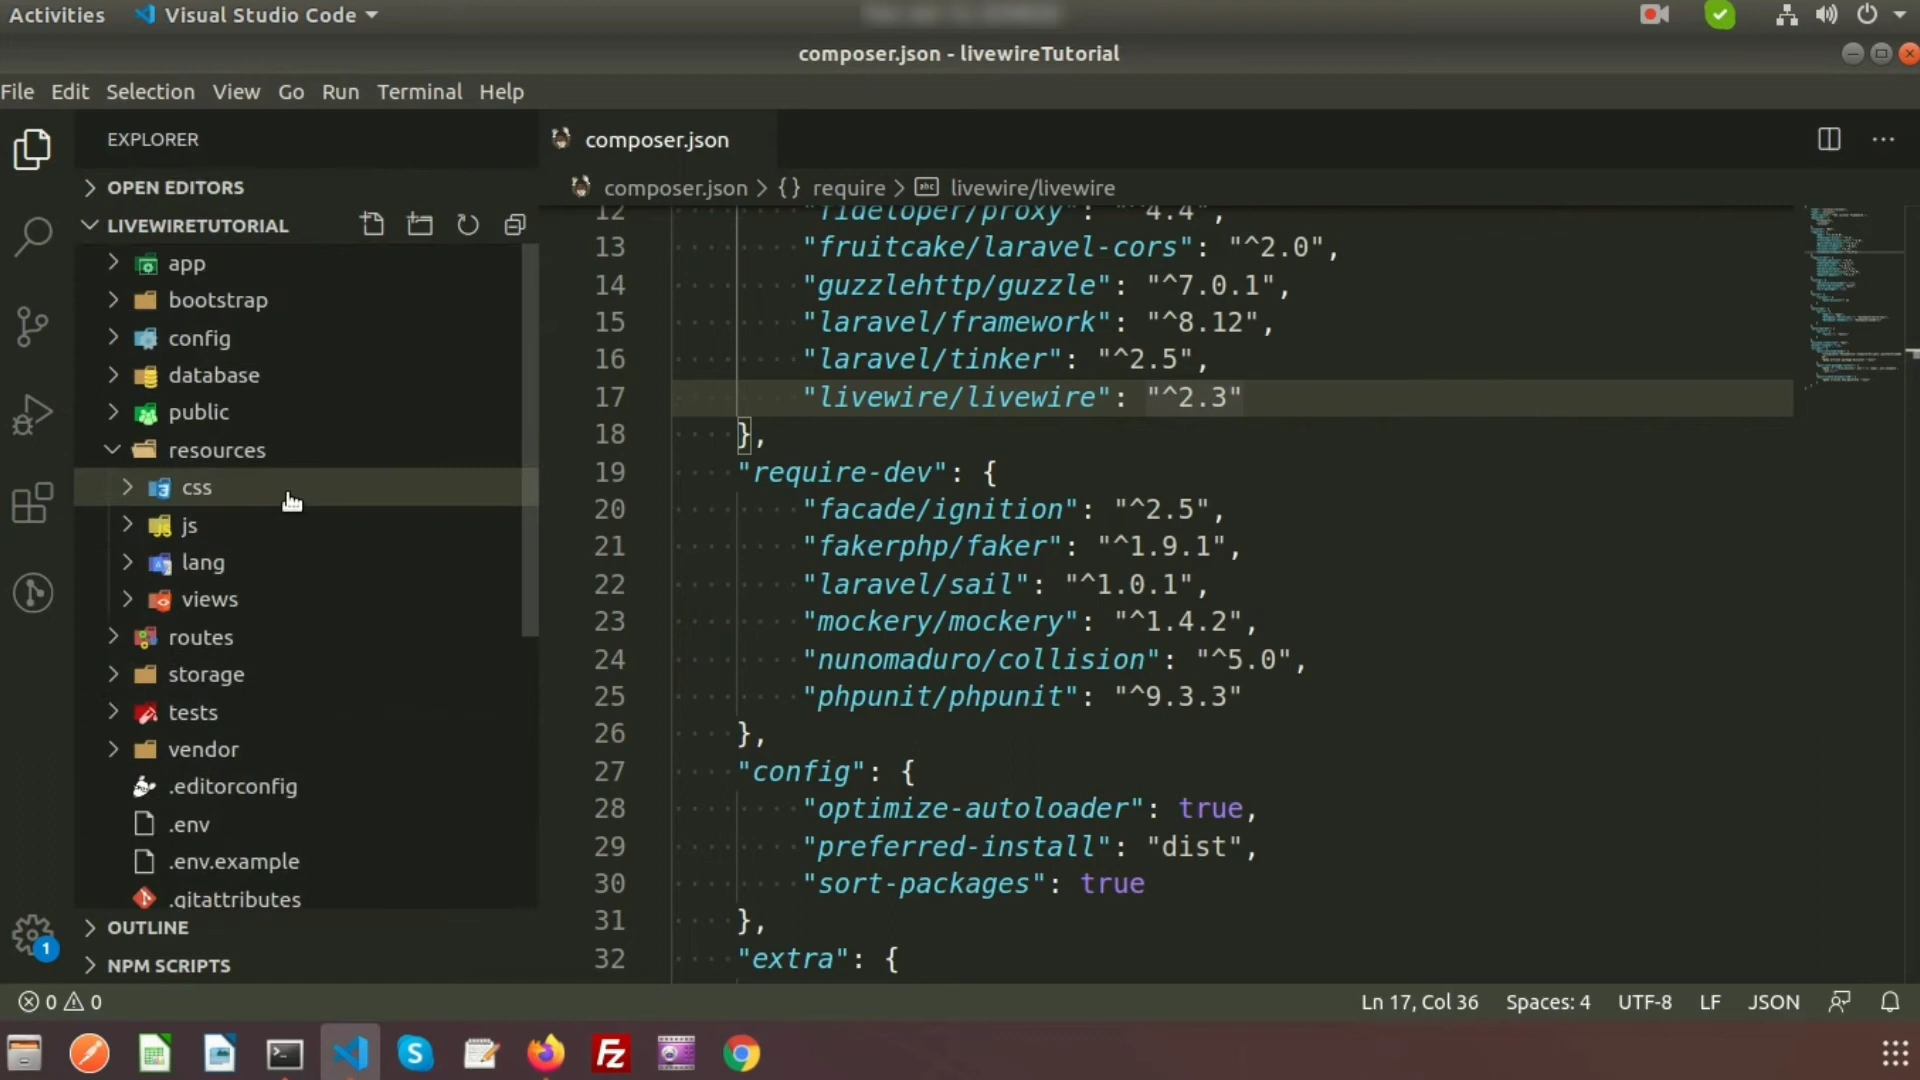 Activities Visual Studio Code
composer.json - livewireTutorial
File Edit Selection View Go Run Terminal Help
EXPLORER
OPEN EDITORS
LIVEWIRETUTORIAL
app
bootstrap
config
database
public
resources
css
js
lang
views
routes
storage
tests
vendor
.editorconfig
.env
.env.example
.gitattributes
OUTLINE
NPM SCRIPTS
composer.json
composer.json > {} require > abc livewire/livewire
12 "fideloper/proxy": "^4.4",
13 "fruitcake/laravel-cors": "^2.0",
14 "guzzlehttp/guzzle": "^7.0.1",
15 "laravel/framework": "^8.12",
16 "laravel/tinker": "^2.5",
17 "livewire/livewire": "^2.3"
18 },
19 "require-dev": {
20 "facade/ignition": "^2.5",
21 "fakerphp/faker": "^1.9.1",
22 "laravel/sail": "^1.0.1",
23 "mockery/mockery": "^1.4.2",
24 "nunomaduro/collision": "^5.0",
25 "phpunit/phpunit": "^9.3.3"
26 },
27 "config": {
28 "optimize-autoloader": true,
29 "preferred-install": "dist",
30 "sort-packages": true
31 },
32 "extra": {
1
0 0
Ln 17, Col 36 Spaces: 4 UTF-8 LF JSON